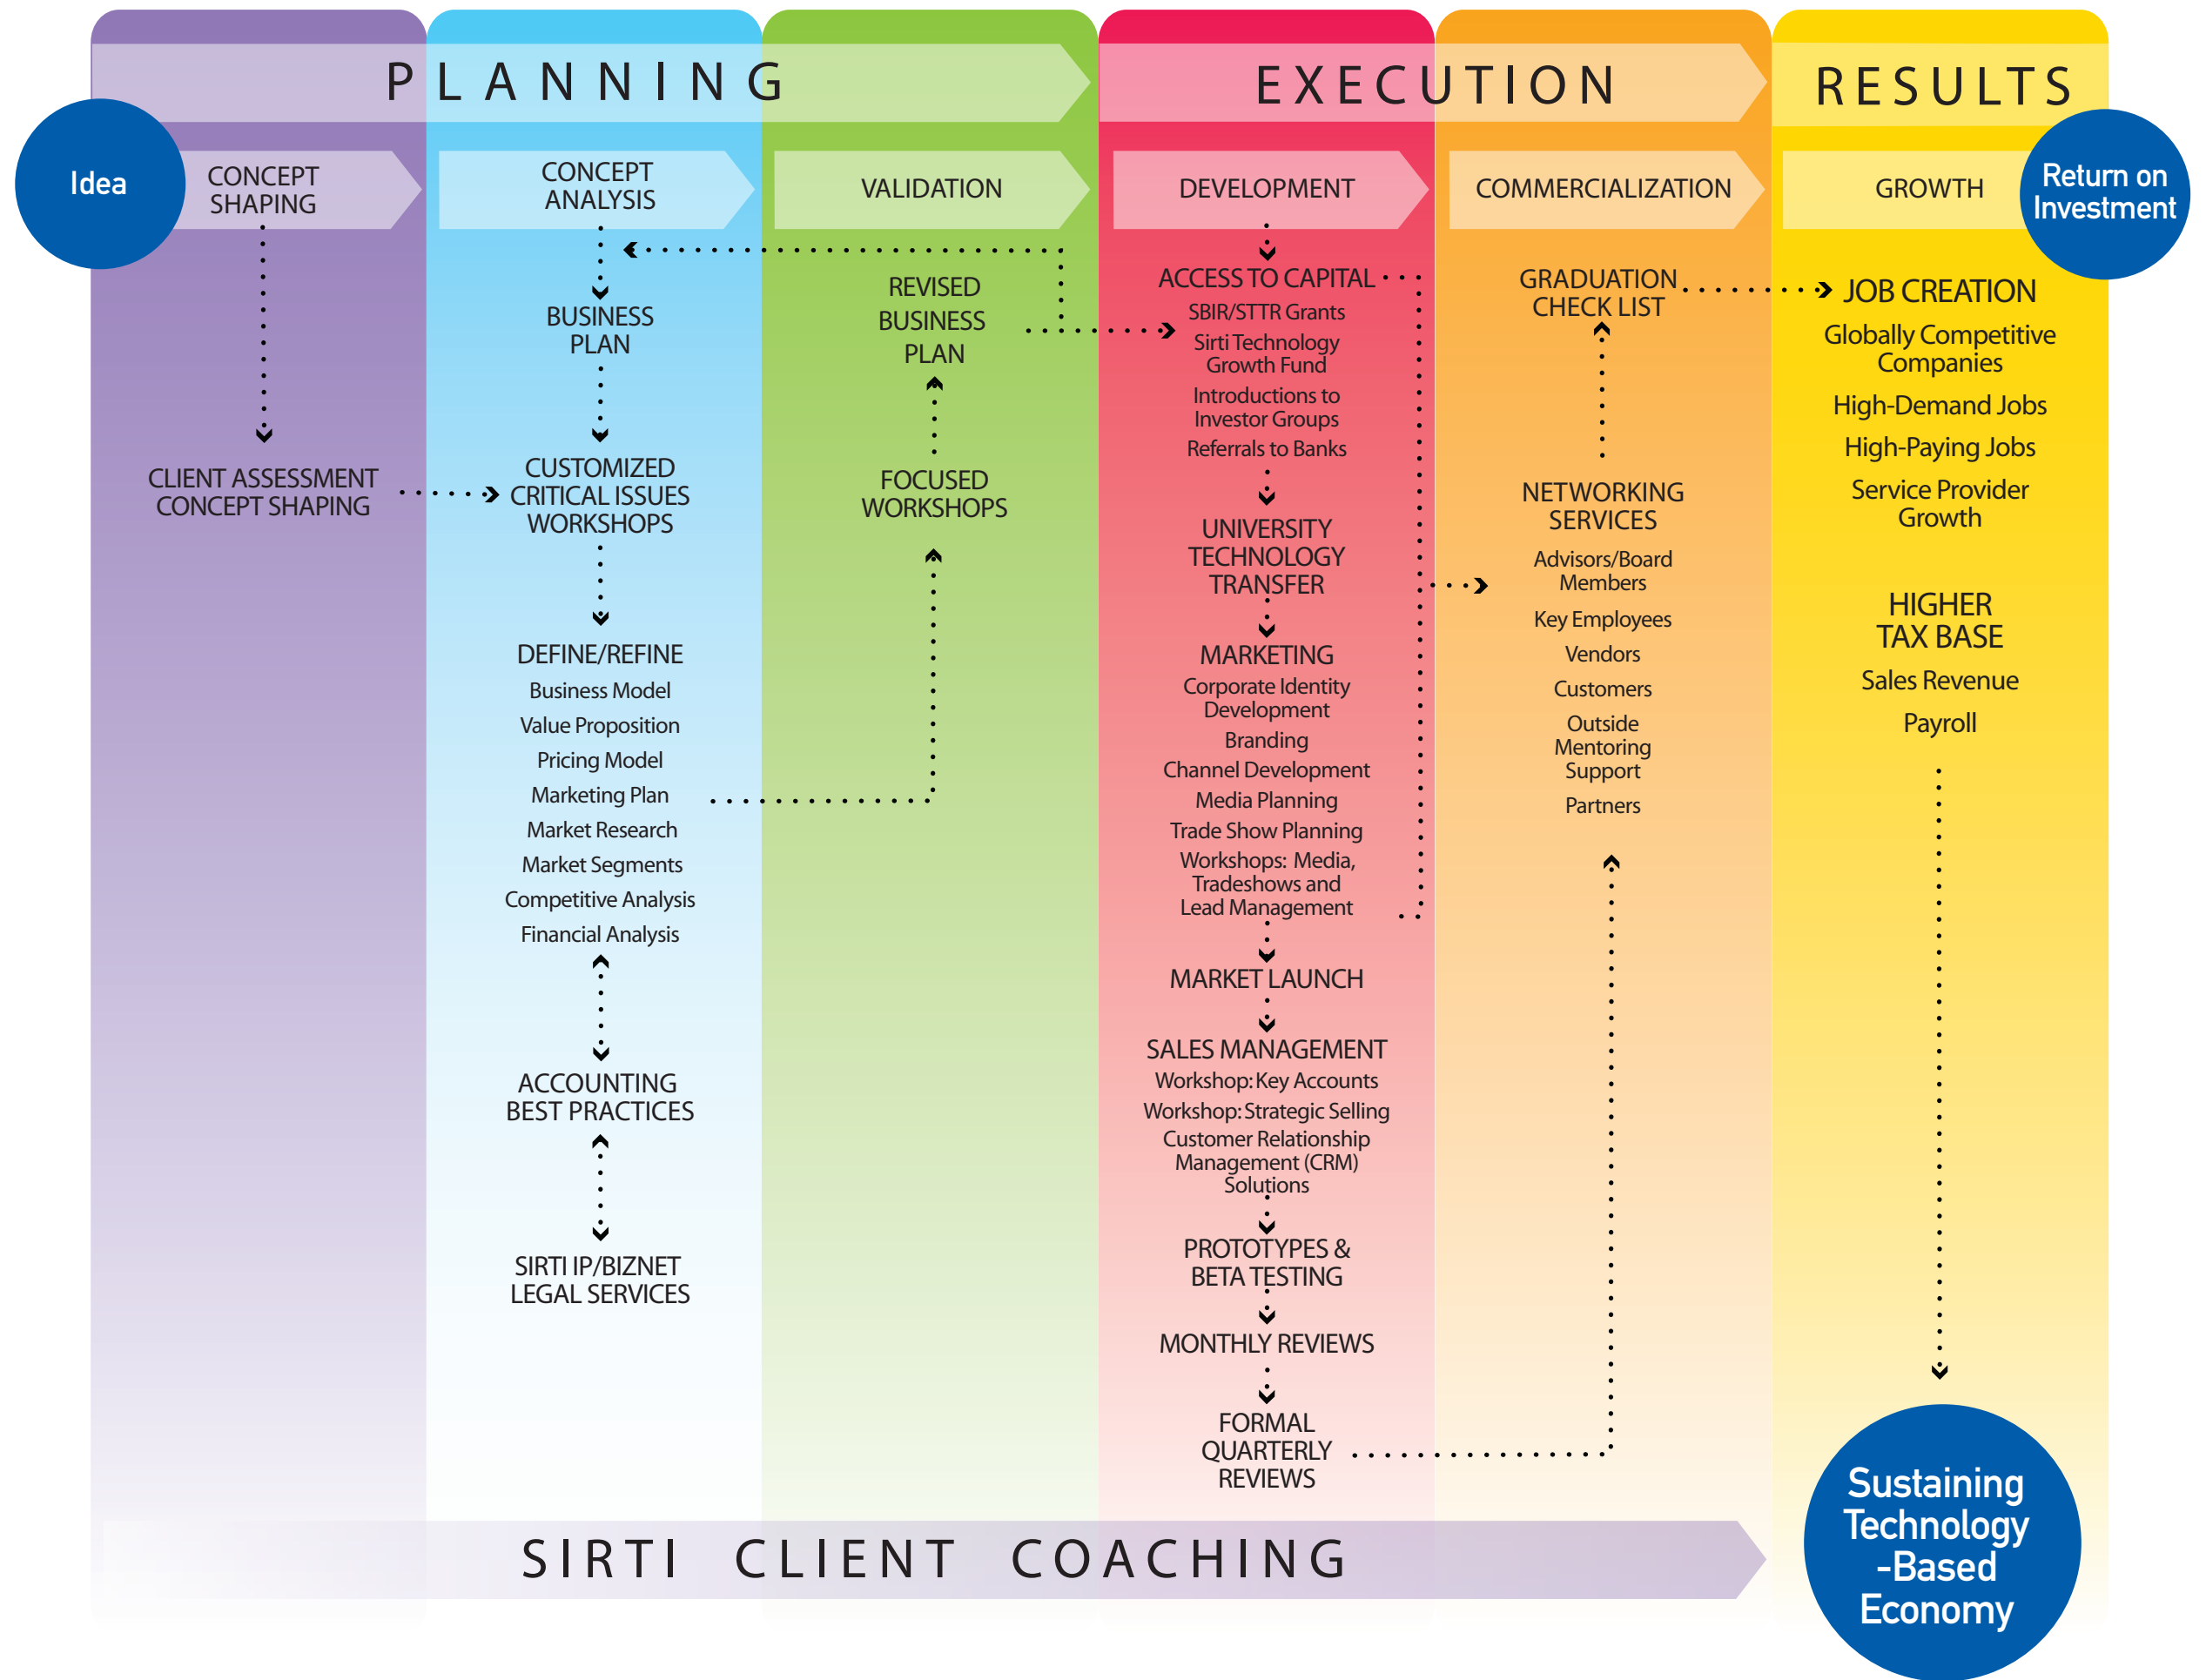 PLANNING
EXECUTION
RESULTS
Idea
CONCEPT
SHAPING
CONCEPT
ANALYSIS
VALIDATION
DEVELOPMENT
COMMERCIALIZATION
GROWTH
Return on
Investment
CLIENT ASSESSMENT
CONCEPT SHAPING
BUSINESS
PLAN
CUSTOMIZED
CRITICAL ISSUES
WORKSHOPS
DEFINE/REFINE
Business Model
Value Proposition
Pricing Model
Marketing Plan
Market Research
Market Segments
Competitive Analysis
Financial Analysis
ACCOUNTING
BEST PRACTICES
SIRTI IP/BIZNET
LEGAL SERVICES
REVISED
BUSINESS
PLAN
FOCUSED
WORKSHOPS
ACCESS TO CAPITAL
SBIR/STTR Grants
Sirti Technology
Growth Fund
Introductions to
Investor Groups
Referrals to Banks
UNIVERSITY
TECHNOLOGY
TRANSFER
MARKETING
Corporate Identity
Development
Branding
Channel Development
Media Planning
Trade Show Planning
Workshops: Media,
Tradeshows and
Lead Management
MARKET LAUNCH
SALES MANAGEMENT
Workshop: Key Accounts
Workshop: Strategic Selling
Customer Relationship
Management (CRM)
Solutions
PROTOTYPES &
BETA TESTING
MONTHLY REVIEWS
FORMAL
QUARTERLY
REVIEWS
GRADUATION
CHECK LIST
NETWORKING
SERVICES
Advisors/Board
Members
Key Employees
Vendors
Customers
Outside
Mentoring
Support
Partners
JOB CREATION
Globally Competitive
Companies
High-Demand Jobs
High-Paying Jobs
Service Provider
Growth
HIGHER
TAX BASE
Sales Revenue
Payroll
Sustaining
Technology
-Based
Economy
SIRTI CLIENT COACHING